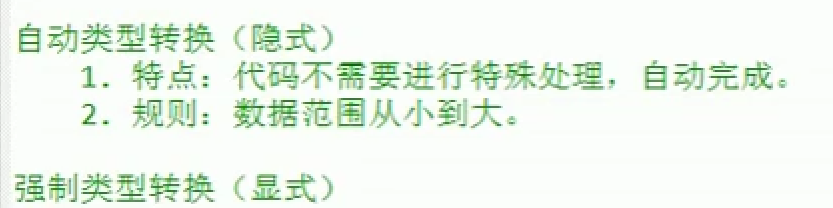 自动类型转换（隐式）
1. 特点：代码不需要进行特殊处理，自动完成。
2. 规则：数据范围从小到大。
强制类型转换（显式）